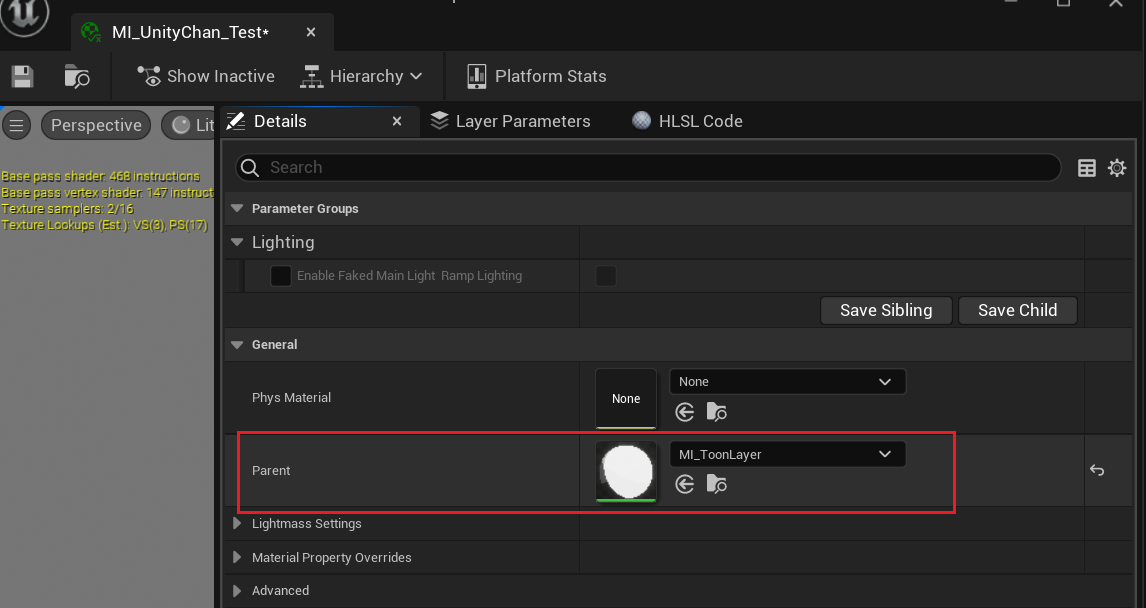 MI_UnityChan_Test*
Show Inactive
Hierarchy
Platform Stats
Perspective
Lit
Details
Layer Parameters
HLSL Code
Search
Base pass shader: 468 instructions
Base pass vertex shader: 147 instruct
Texture samplers: 2/16
Texture Lookups (Est.): VS(3), PS(17)
Parameter Groups
Lighting
Enable Faked Main Light Ramp Lighting
Save Sibling
Save Child
General
Phys Material
None
None
Parent
MI_ToonLayer
Lightmass Settings
Material Property Overrides
Advanced